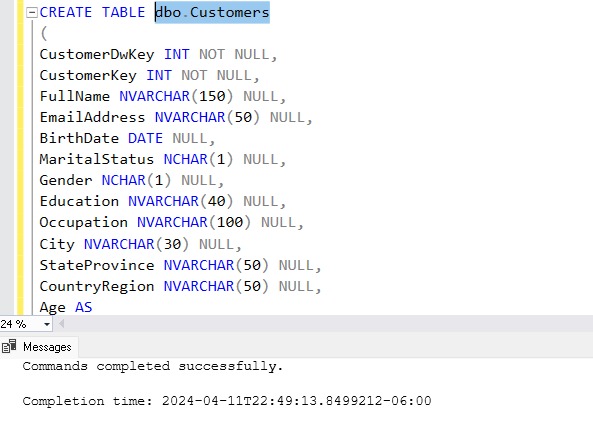 CREATE TABLE dbo.Customers
(
CustomerDwKey INT NOT NULL,
CustomerKey INT NOT NULL,
FullName NVARCHAR(150) NULL,
EmailAddress NVARCHAR(50) NULL,
BirthDate DATE NULL,
MaritalStatus NCHAR(1) NULL,
Gender NCHAR(1) NULL,
Education NVARCHAR(40) NULL,
Occupation NVARCHAR(100) NULL,
City NVARCHAR(30) NULL,
StateProvince NVARCHAR(50) NULL,
CountryRegion NVARCHAR(50) NULL,
Age AS
24 %
Messages
Commands completed successfully.
Completion time: 2024-04-11T22:49:13.8499212-06:00